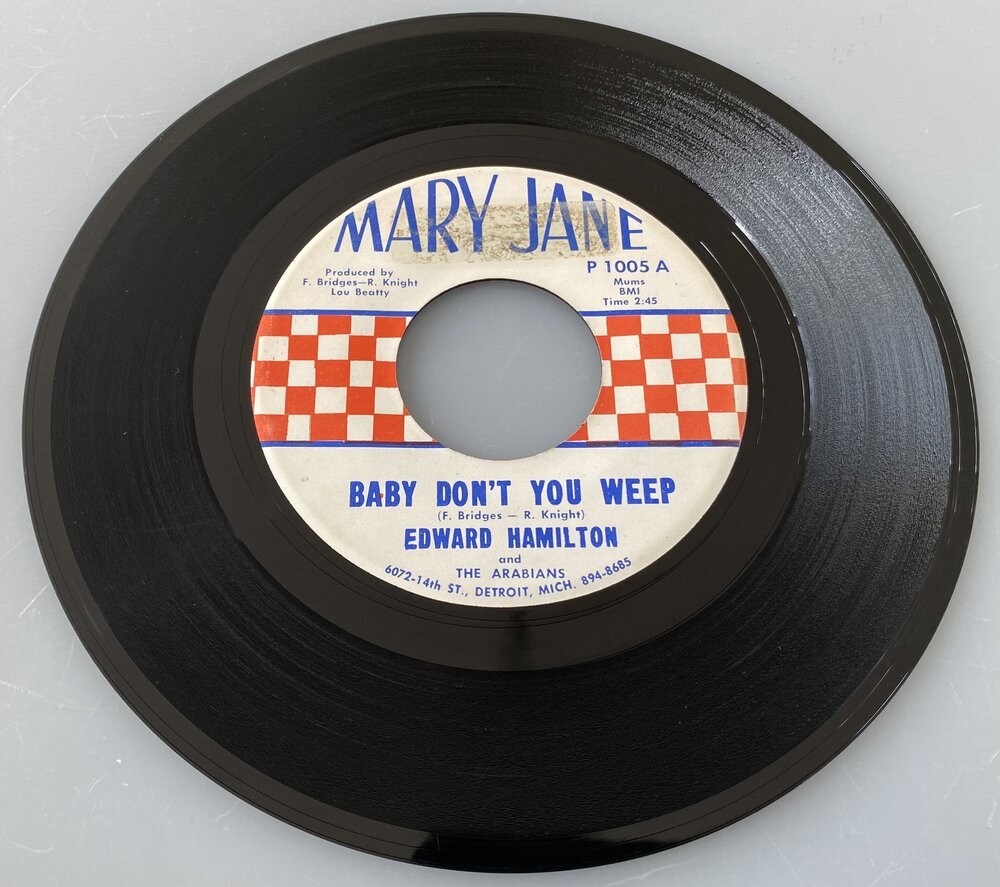 MARY JANE
P 1005 A
Produced by
F. Bridges—R. Knight
Lou Beatty
Mums
BMI
Time 2:45
BABY DON'T YOU WEEP
(F. Bridges — R. Knight)
EDWARD HAMILTON
and
THE ARABIANS
6072-14th ST., DETROIT, MICH. 894-8685